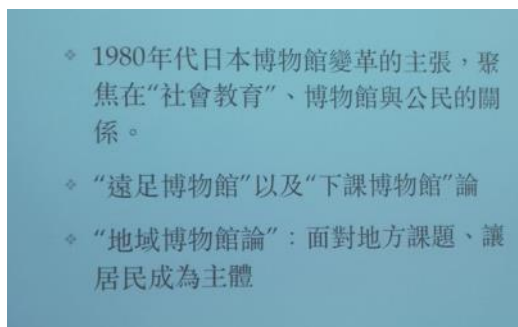 ❖ 1980年代日本博物館變革的主張，聚
焦在“社會教育”、博物館與公民的關
係。
❖ “遠足博物館”以及“下課博物館”論
❖ “地域博物館論”：面對地方課題、讓
居民成為主體